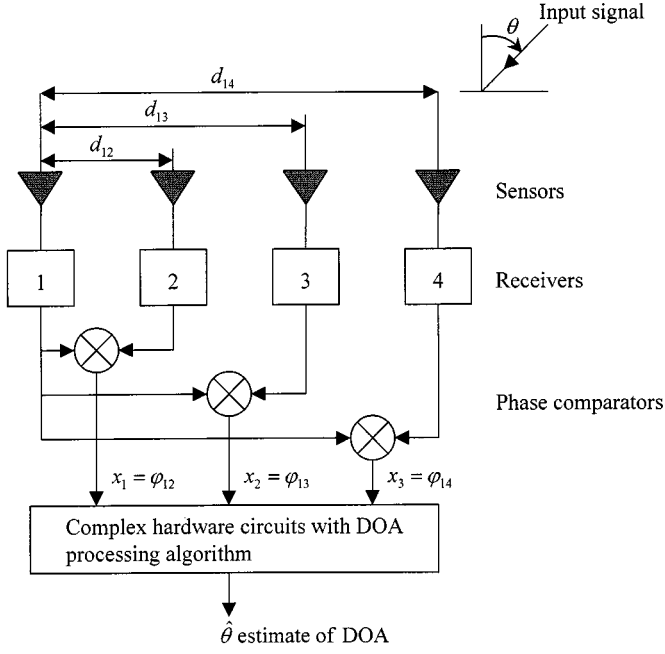 Input signal
θ
d14
d13
d12
Sensors
1 2 3 4
Receivers
Phase comparators
x1 = φ12 x2 = φ13 x3 = φ14
Complex hardware circuits with DOA
processing algorithm
θ̂ estimate of DOA